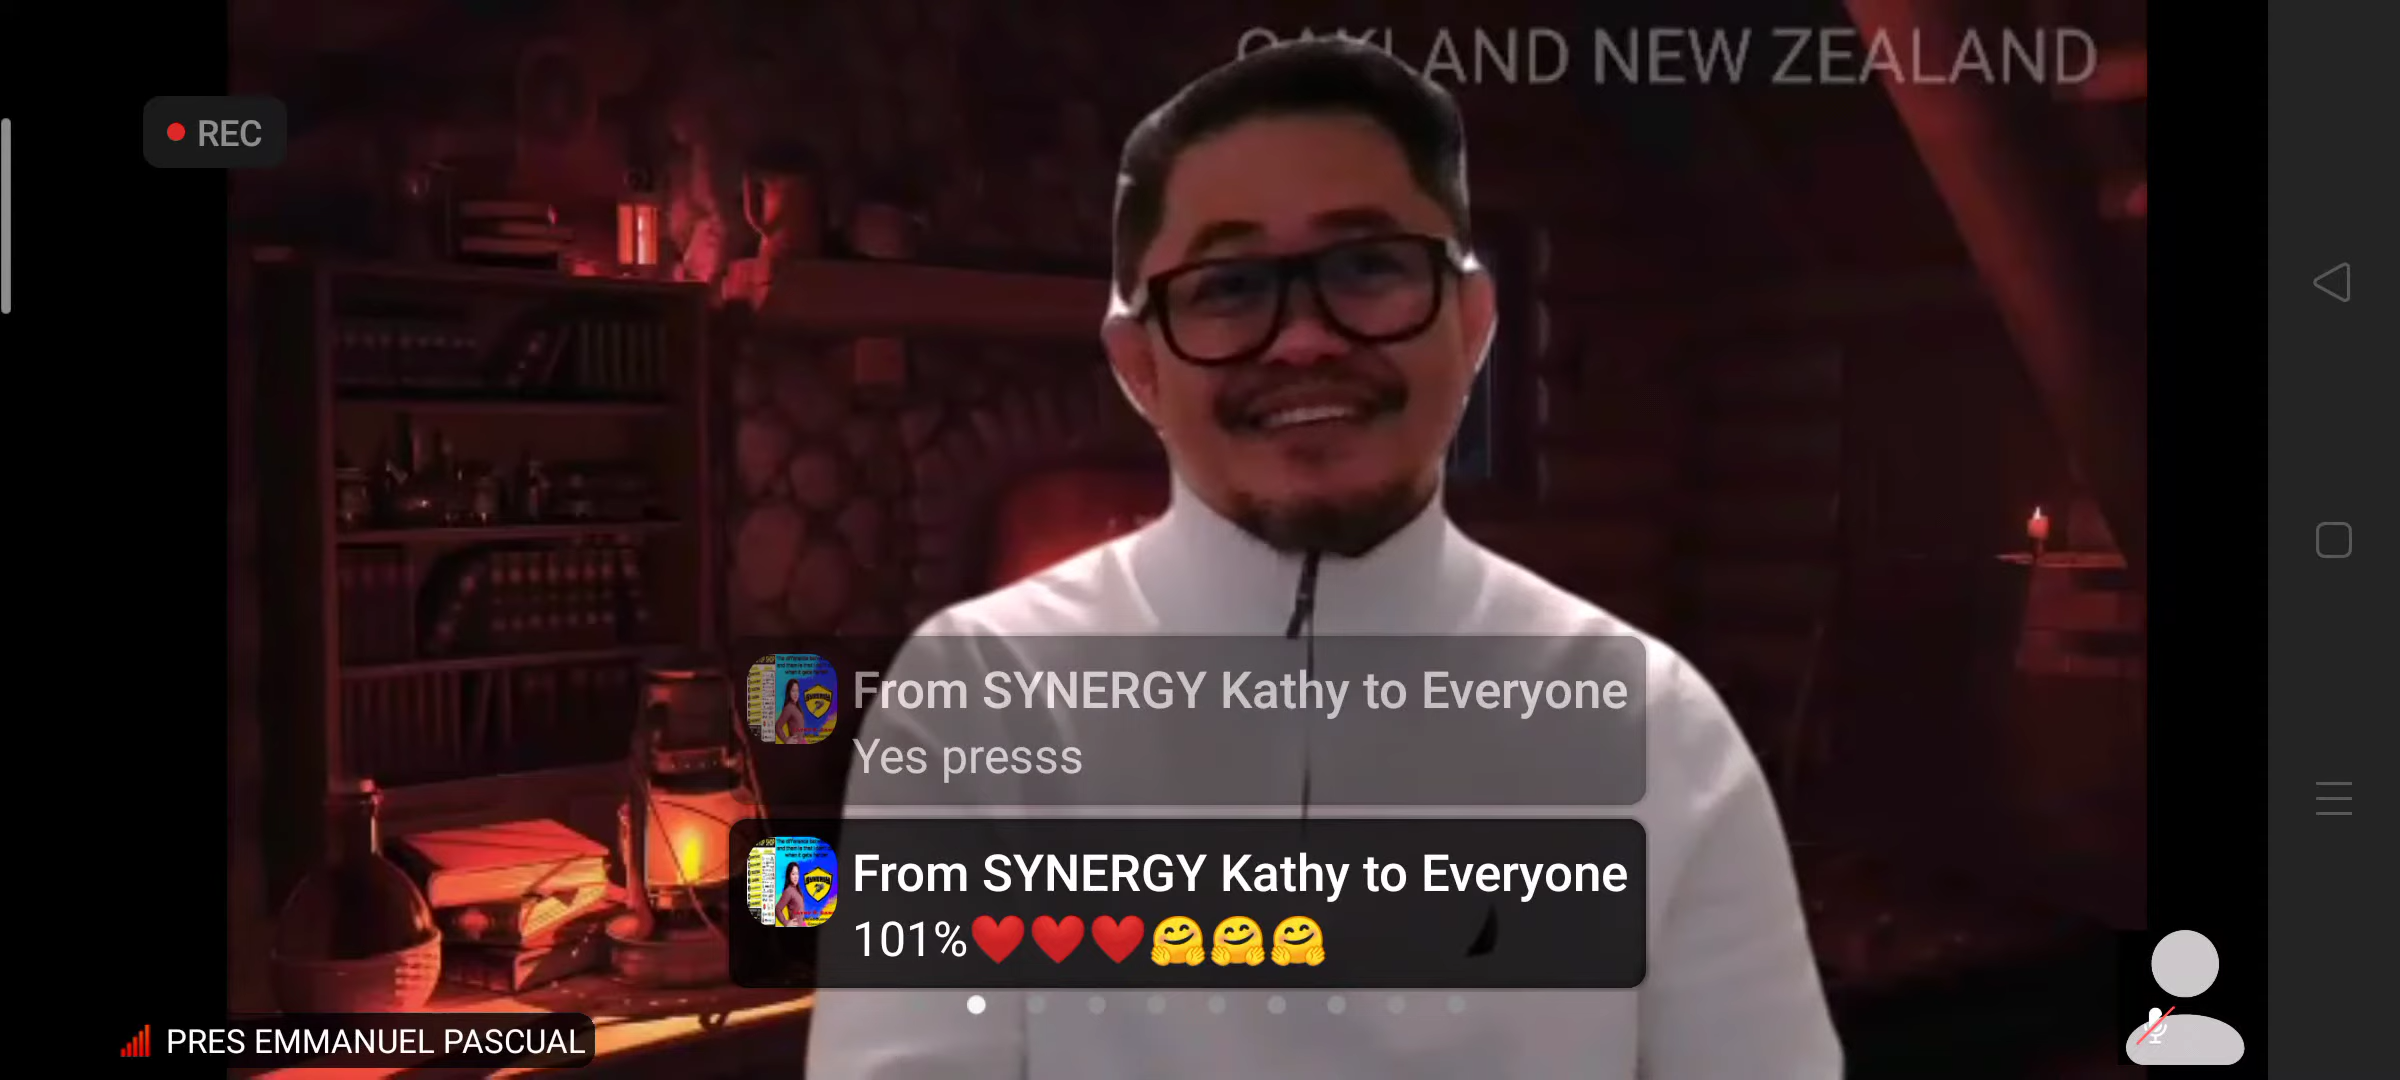 OAKLAND NEW ZEALAND
REC
From SYNERGY Kathy to Everyone
Yes presss
From SYNERGY Kathy to Everyone
101%❤️❤️❤️🤗🤗🤗
PRES EMMANUEL PASCUAL